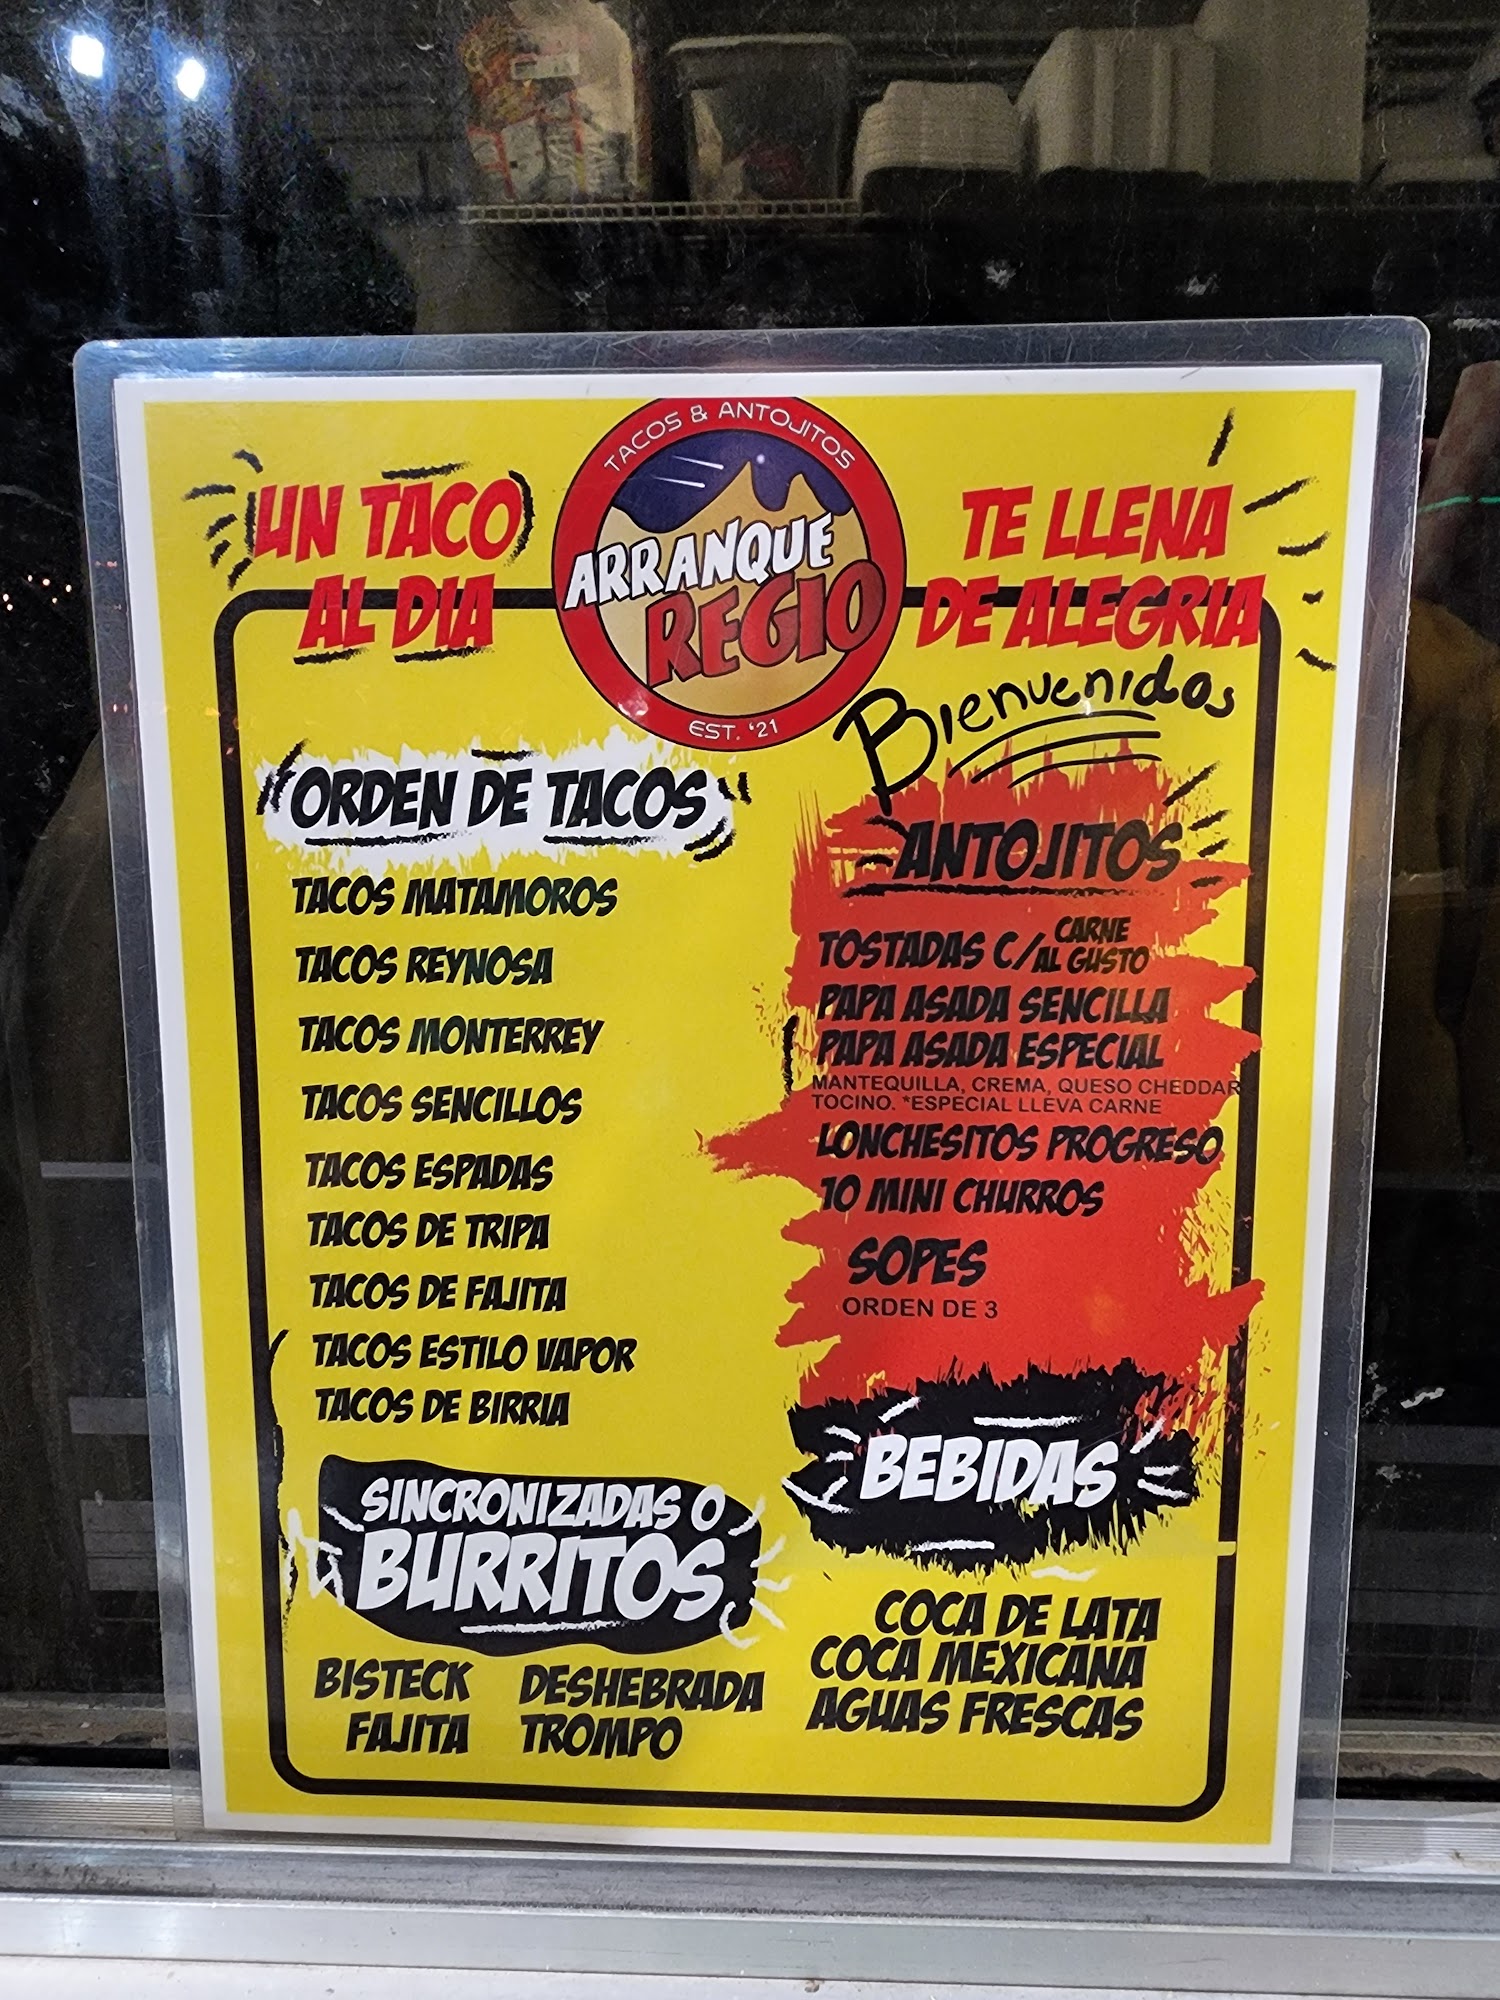 TACOS & ANTOJITOS
ARRANQUE
REGIO
EST. '21
UN TACO
AL DIA
TE LLENA
DE ALEGRIA
Bienvenidos
ORDEN DE TACOS
TACOS MATAMOROS
TACOS REYNOSA
TACOS MONTERREY
TACOS SENCILLOS
TACOS ESPADAS
TACOS DE TRIPA
TACOS DE FAJITA
TACOS ESTILO VAPOR
TACOS DE BIRRIA
SINCRONIZADAS O
BURRITOS
BISTECK DESHEBRADA
FAJITA TROMPO
ANTOJITOS
TOSTADAS C/ CARNE
AL GUSTO
PAPA ASADA SENCILLA
PAPA ASADA ESPECIAL
MANTEQUILLA, CREMA, QUESO CHEDDAR
TOCINO. *ESPECIAL LLEVA CARNE
LONCHESITOS PROGRESO
10 MINI CHURROS
SOPES
ORDEN DE 3
BEBIDAS
COCA DE LATA
COCA MEXICANA
AGUAS FRESCAS